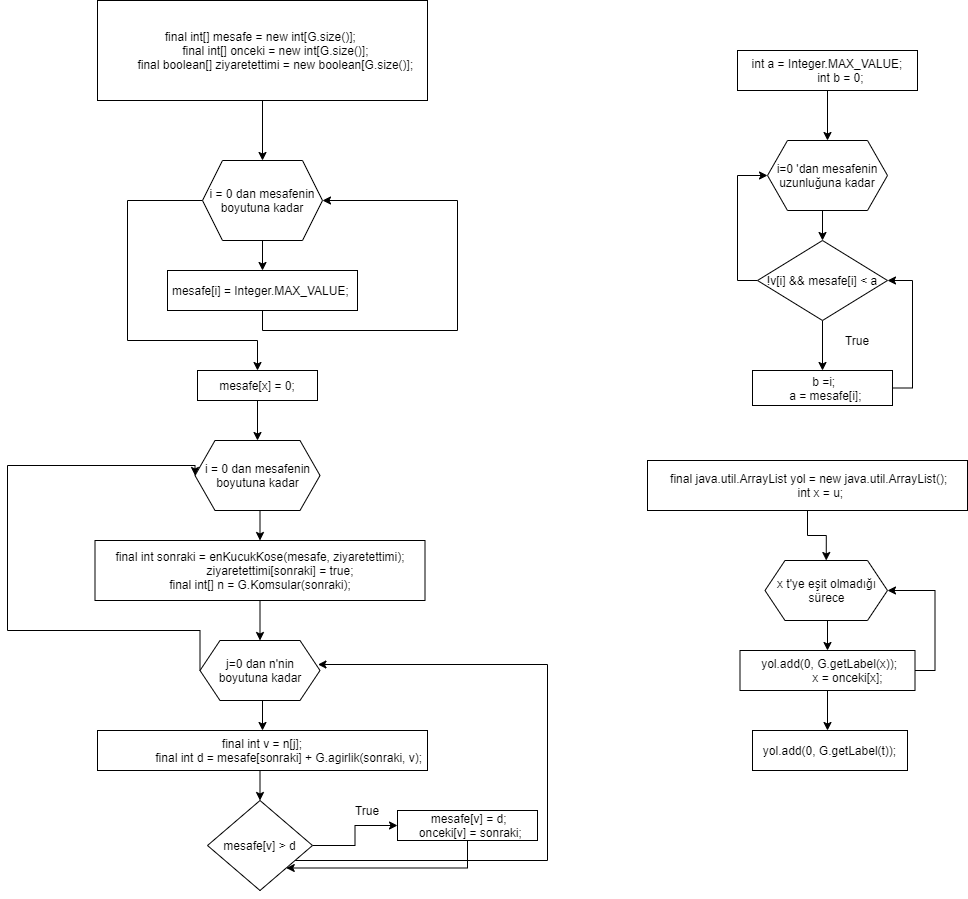 final int[] mesafe = new int[G.size()];
final int[] onceki = new int[G.size()];
final boolean[] ziyaretettimi = new boolean[G.size()];
i = 0 dan mesafenin
boyutuna kadar
mesafe[i] = Integer.MAX_VALUE;
mesafe[x] = 0;
i = 0 dan mesafenin
boyutuna kadar
final int sonraki = enKucukKose(mesafe, ziyaretettimi);
ziyaretettimi[sonraki] = true;
final int[] n = G.Komsular(sonraki);
j=0 dan n'nin
boyutuna kadar
final int v = n[j];
final int d = mesafe[sonraki] + G.agirlik(sonraki, v);
mesafe[v] > d
True
mesafe[v] = d;
onceki[v] = sonraki;
int a = Integer.MAX_VALUE;
int b = 0;
i=0 'dan mesafenin
uzunluğuna kadar
!v[i] && mesafe[i] < a
True
b =i;
a = mesafe[i];
final java.util.ArrayList yol = new java.util.ArrayList();
int x = u;
x t'ye eşit olmadığı
sürece
yol.add(0, G.getLabel(x));
x = onceki[x];
yol.add(0, G.getLabel(t));